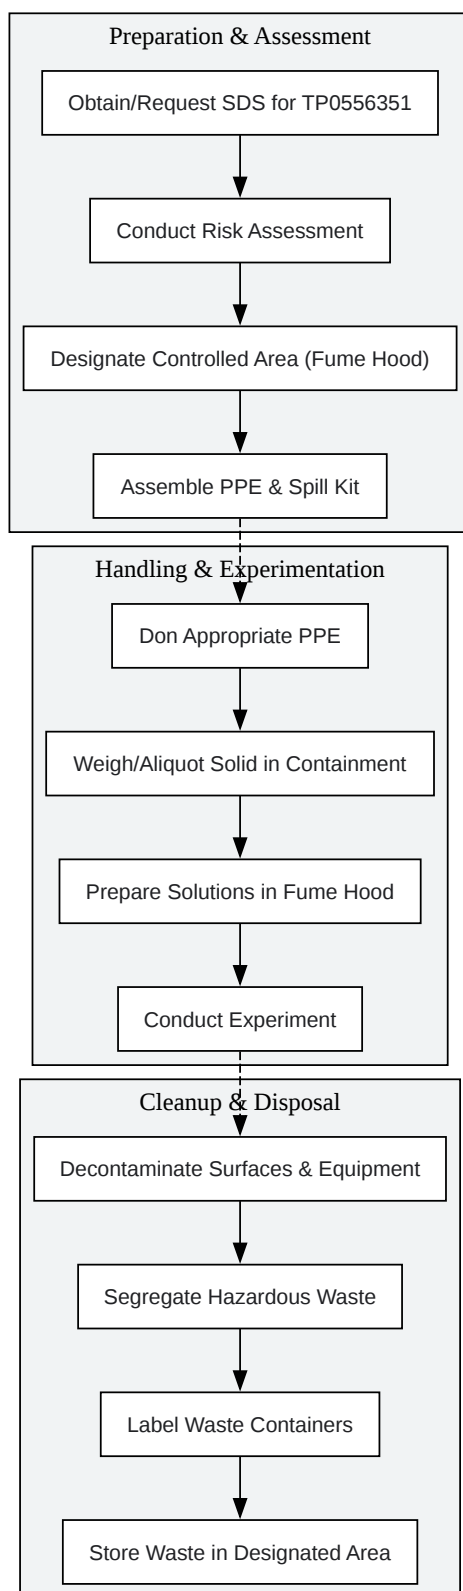 Preparation & Assessment
Obtain/Request SDS for TP0556351
Conduct Risk Assessment
Designate Controlled Area (Fume Hood)
Assemble PPE & Spill Kit
Handling & Experimentation
Don Appropriate PPE
Weigh/Aliquot Solid in Containment
Prepare Solutions in Fume Hood
Conduct Experiment
Cleanup & Disposal
Decontaminate Surfaces & Equipment
Segregate Hazardous Waste
Label Waste Containers
Store Waste in Designated Area